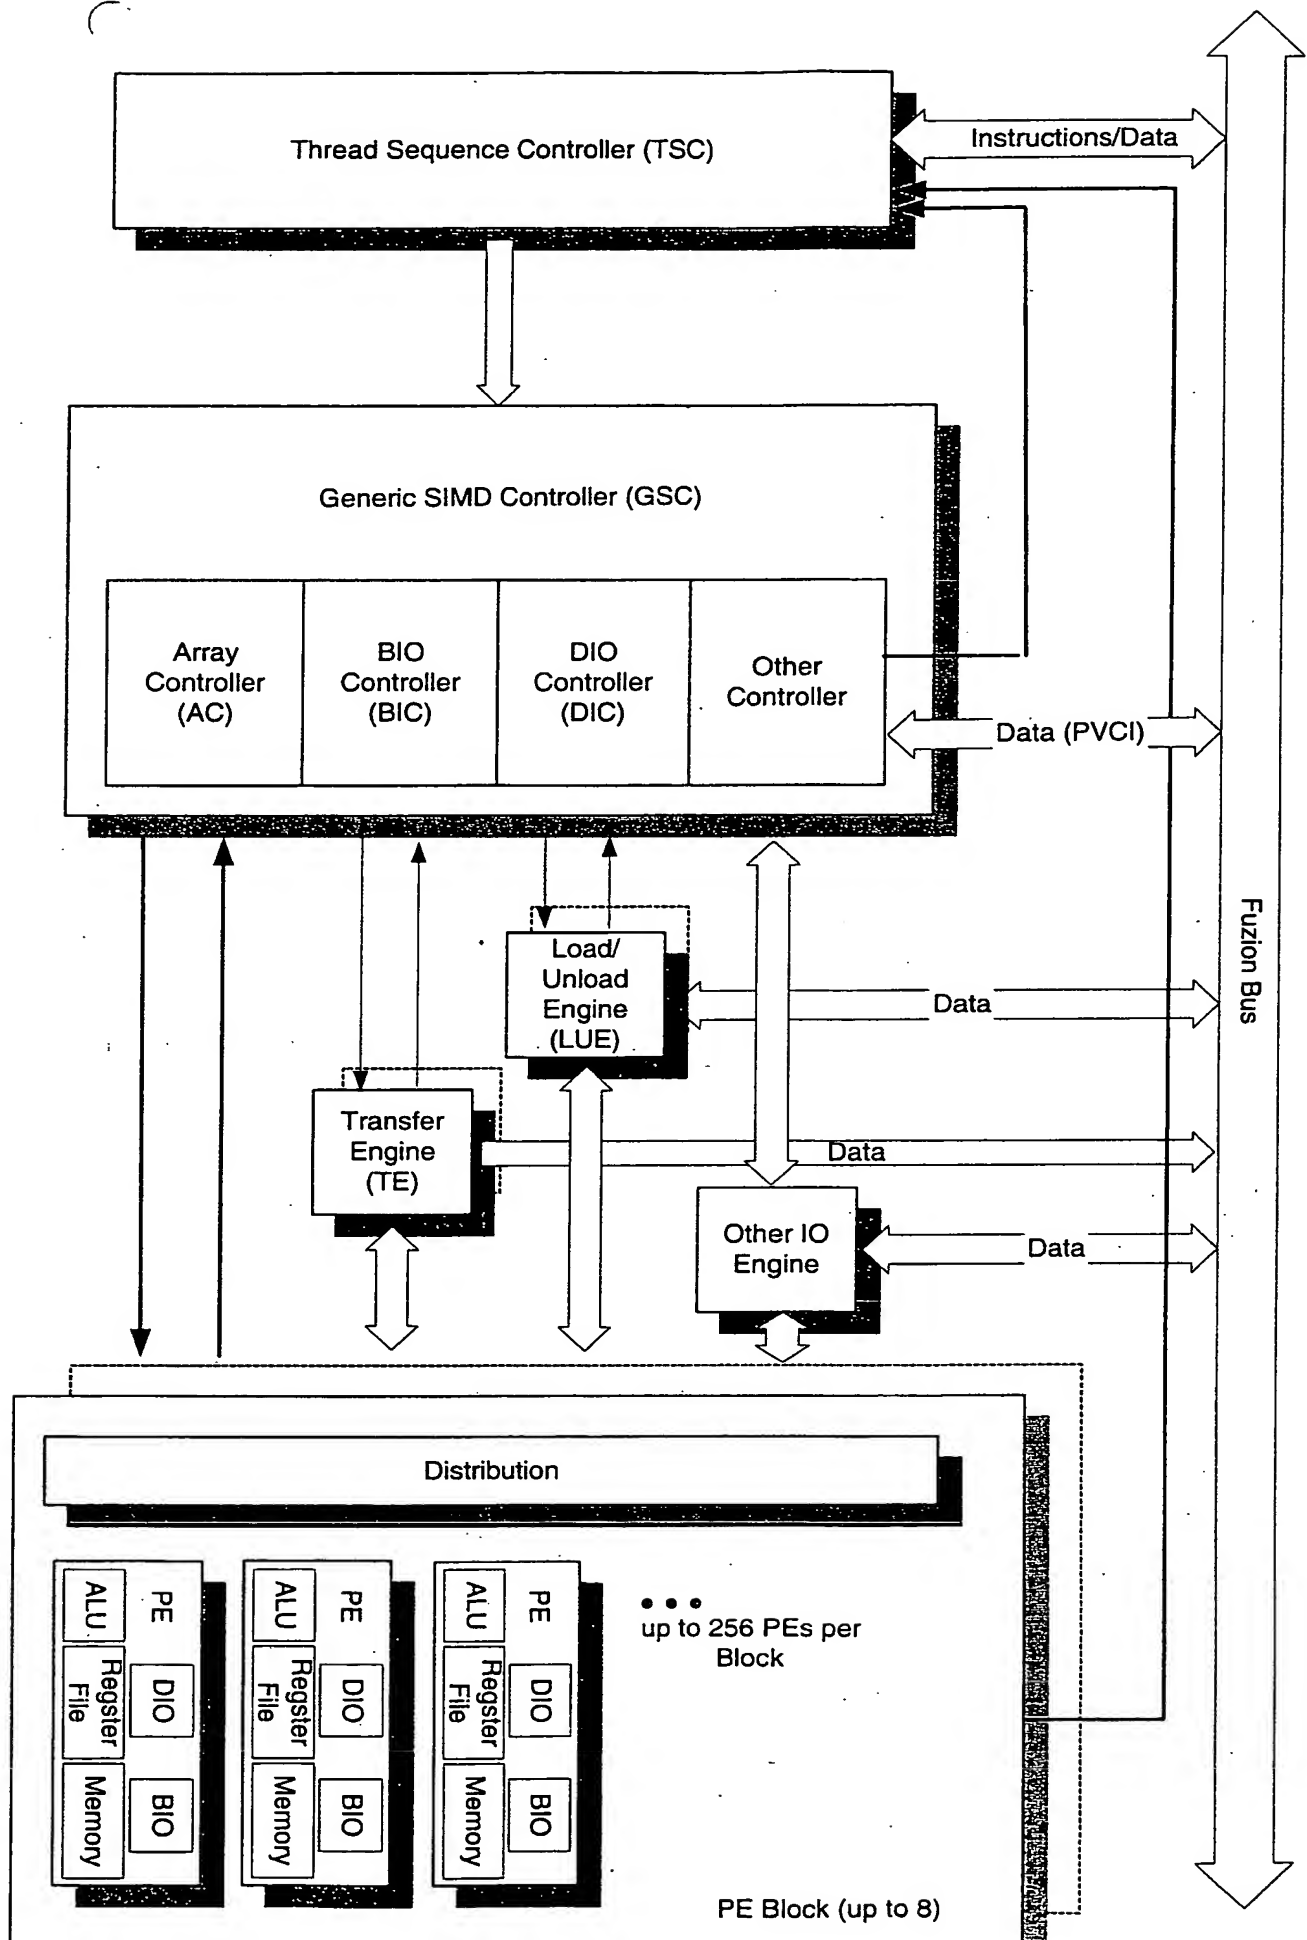 Thread Sequence Controller (TSC)
Instructions/Data
Generic SIMD Controller (GSC)
Array
Controller
(AC)
BIO
Controller
(BIC)
DIO
Controller
(DIC)
Other
Controller
Data (PVCI)
Fuzion Bus
Load/
Unload
Engine
(LUE)
Data
Transfer
Engine
(TE)
Data
Other IO
Engine
Data
Distribution
PE
ALU
DIO
Regster
File
BIO
Memory
PE
ALU
DIO
Regster
File
BIO
Memory
PE
ALU
DIO
Regster
File
BIO
Memory
up to 256 PEs per
Block
PE Block (up to 8)